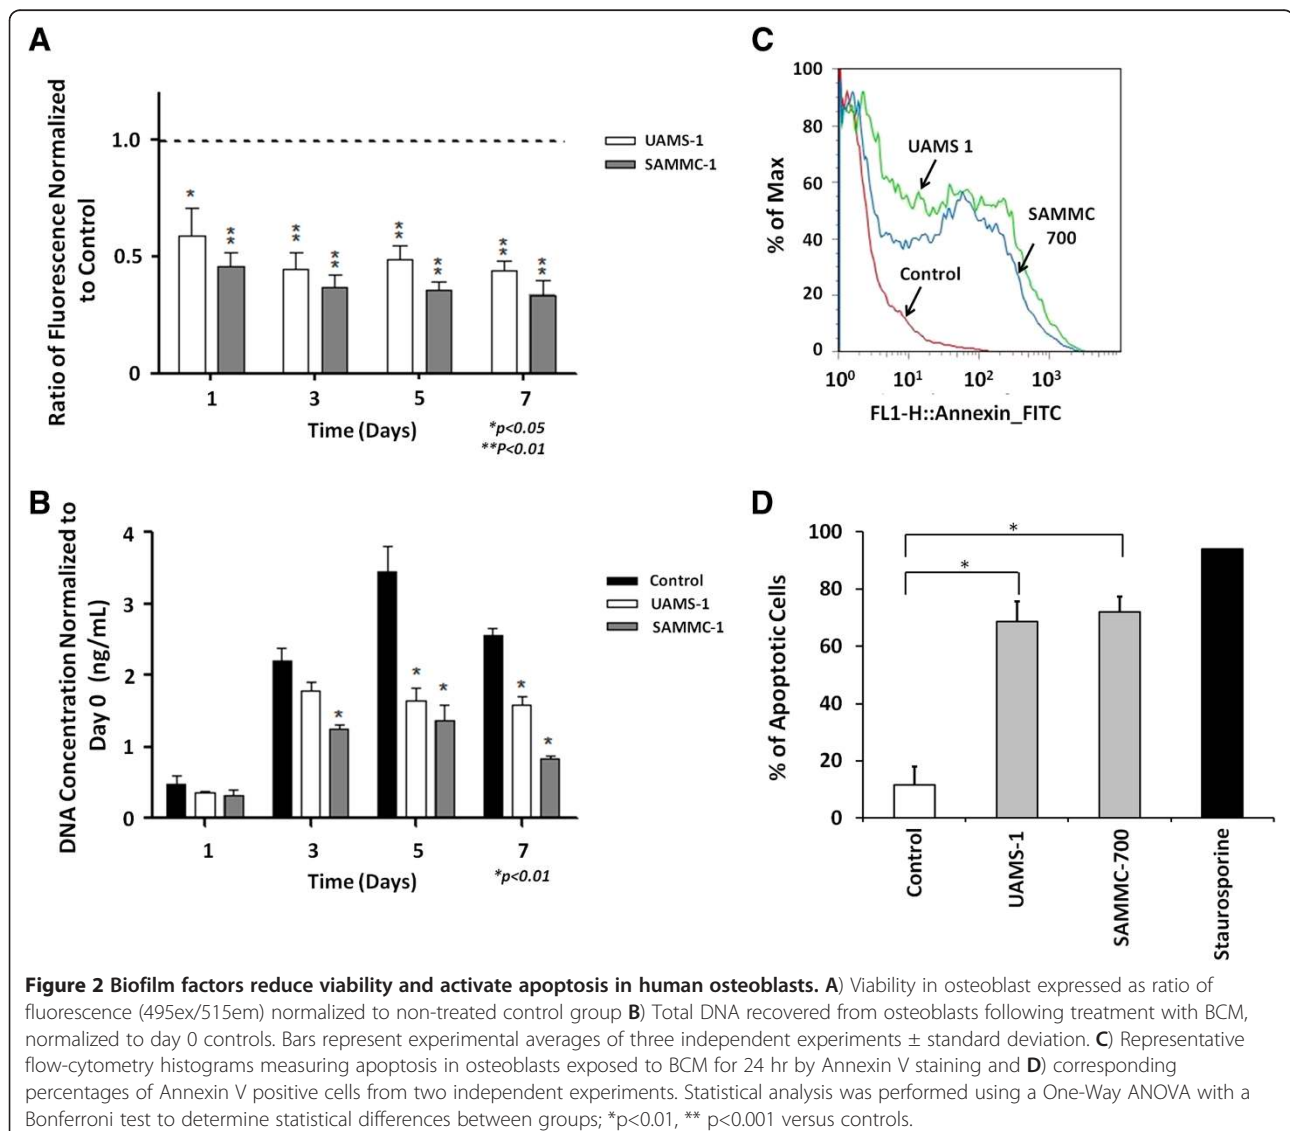 A
Ratio of Fluorescence Normalized
to Control
1.0
0.5
0
*
**
**
**
**
**
**
**
1 3 5 7
Time (Days)
*p<0.05
**P<0.01
UAMS-1
SAMMC-1
B
DNA Concentration Normalized to
Day 0 (ng/mL)
4
3
2
1
0
*
*
*
*
*
1 3 5 7
Time (Days)
*p<0.01
Control
UAMS-1
SAMMC-1
C
% of Max
100
80
60
40
20
0
UAMS 1
SAMMC
700
Control
10⁰ 10¹ 10² 10³
FL1-H::Annexin_FITC
D
% of Apoptotic Cells
100
80
60
40
20
0
*
*
Control
UAMS-1
SAMMC-700
Staurosporine
Figure 2 Biofilm factors reduce viability and activate apoptosis in human osteoblasts. A) Viability in osteoblast expressed as ratio of
fluorescence (495ex/515em) normalized to non-treated control group B) Total DNA recovered from osteoblasts following treatment with BCM,
normalized to day 0 controls. Bars represent experimental averages of three independent experiments ± standard deviation. C) Representative
flow-cytometry histograms measuring apoptosis in osteoblasts exposed to BCM for 24 hr by Annexin V staining and D) corresponding
percentages of Annexin V positive cells from two independent experiments. Statistical analysis was performed using a One-Way ANOVA with a
Bonferroni test to determine statistical differences between groups; *p<0.01, ** p<0.001 versus controls.